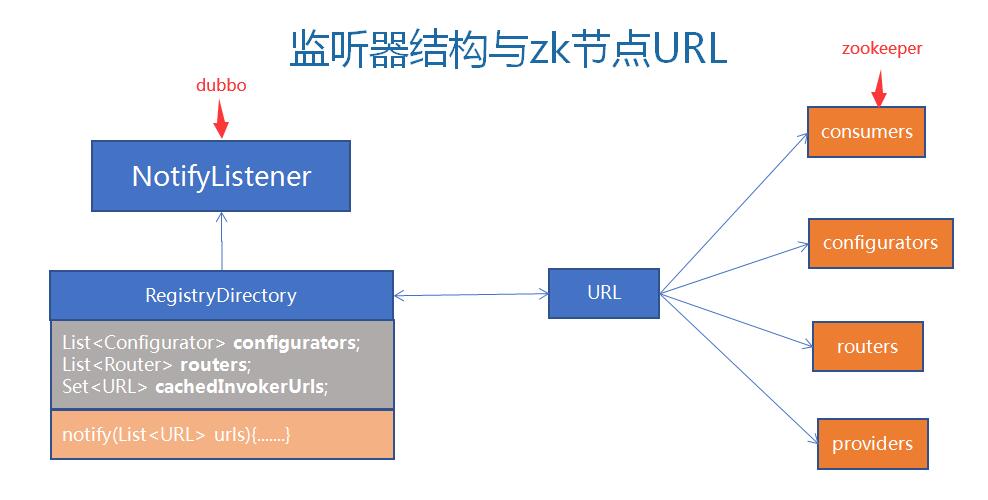 监听器结构与zk节点URL
zookeeper
dubbo
consumers
NotifyListener
configurators
RegistryDirectory
URL
List<Configurator> configurators;
List<Router> routers;
Set<URL> cachedInvokerUrls;
routers
notify(List<URL> urls){.......}
providers